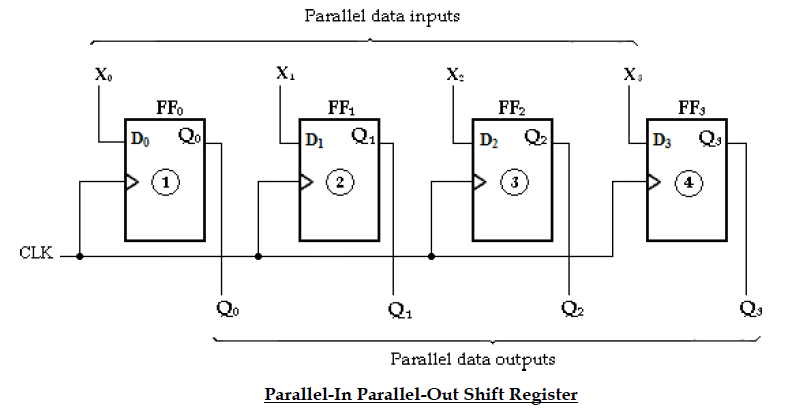 Parallel data inputs
X₀ X₁ X₂ X₃
FF₀ FF₁ FF₂ FF₃
D₀ Q₀ D₁ Q₁ D₂ Q₂ D₃ Q₃
1 2 3 4
CLK
Q₀ Q₁ Q₂ Q₃
Parallel data outputs
Parallel-In Parallel-Out Shift Register